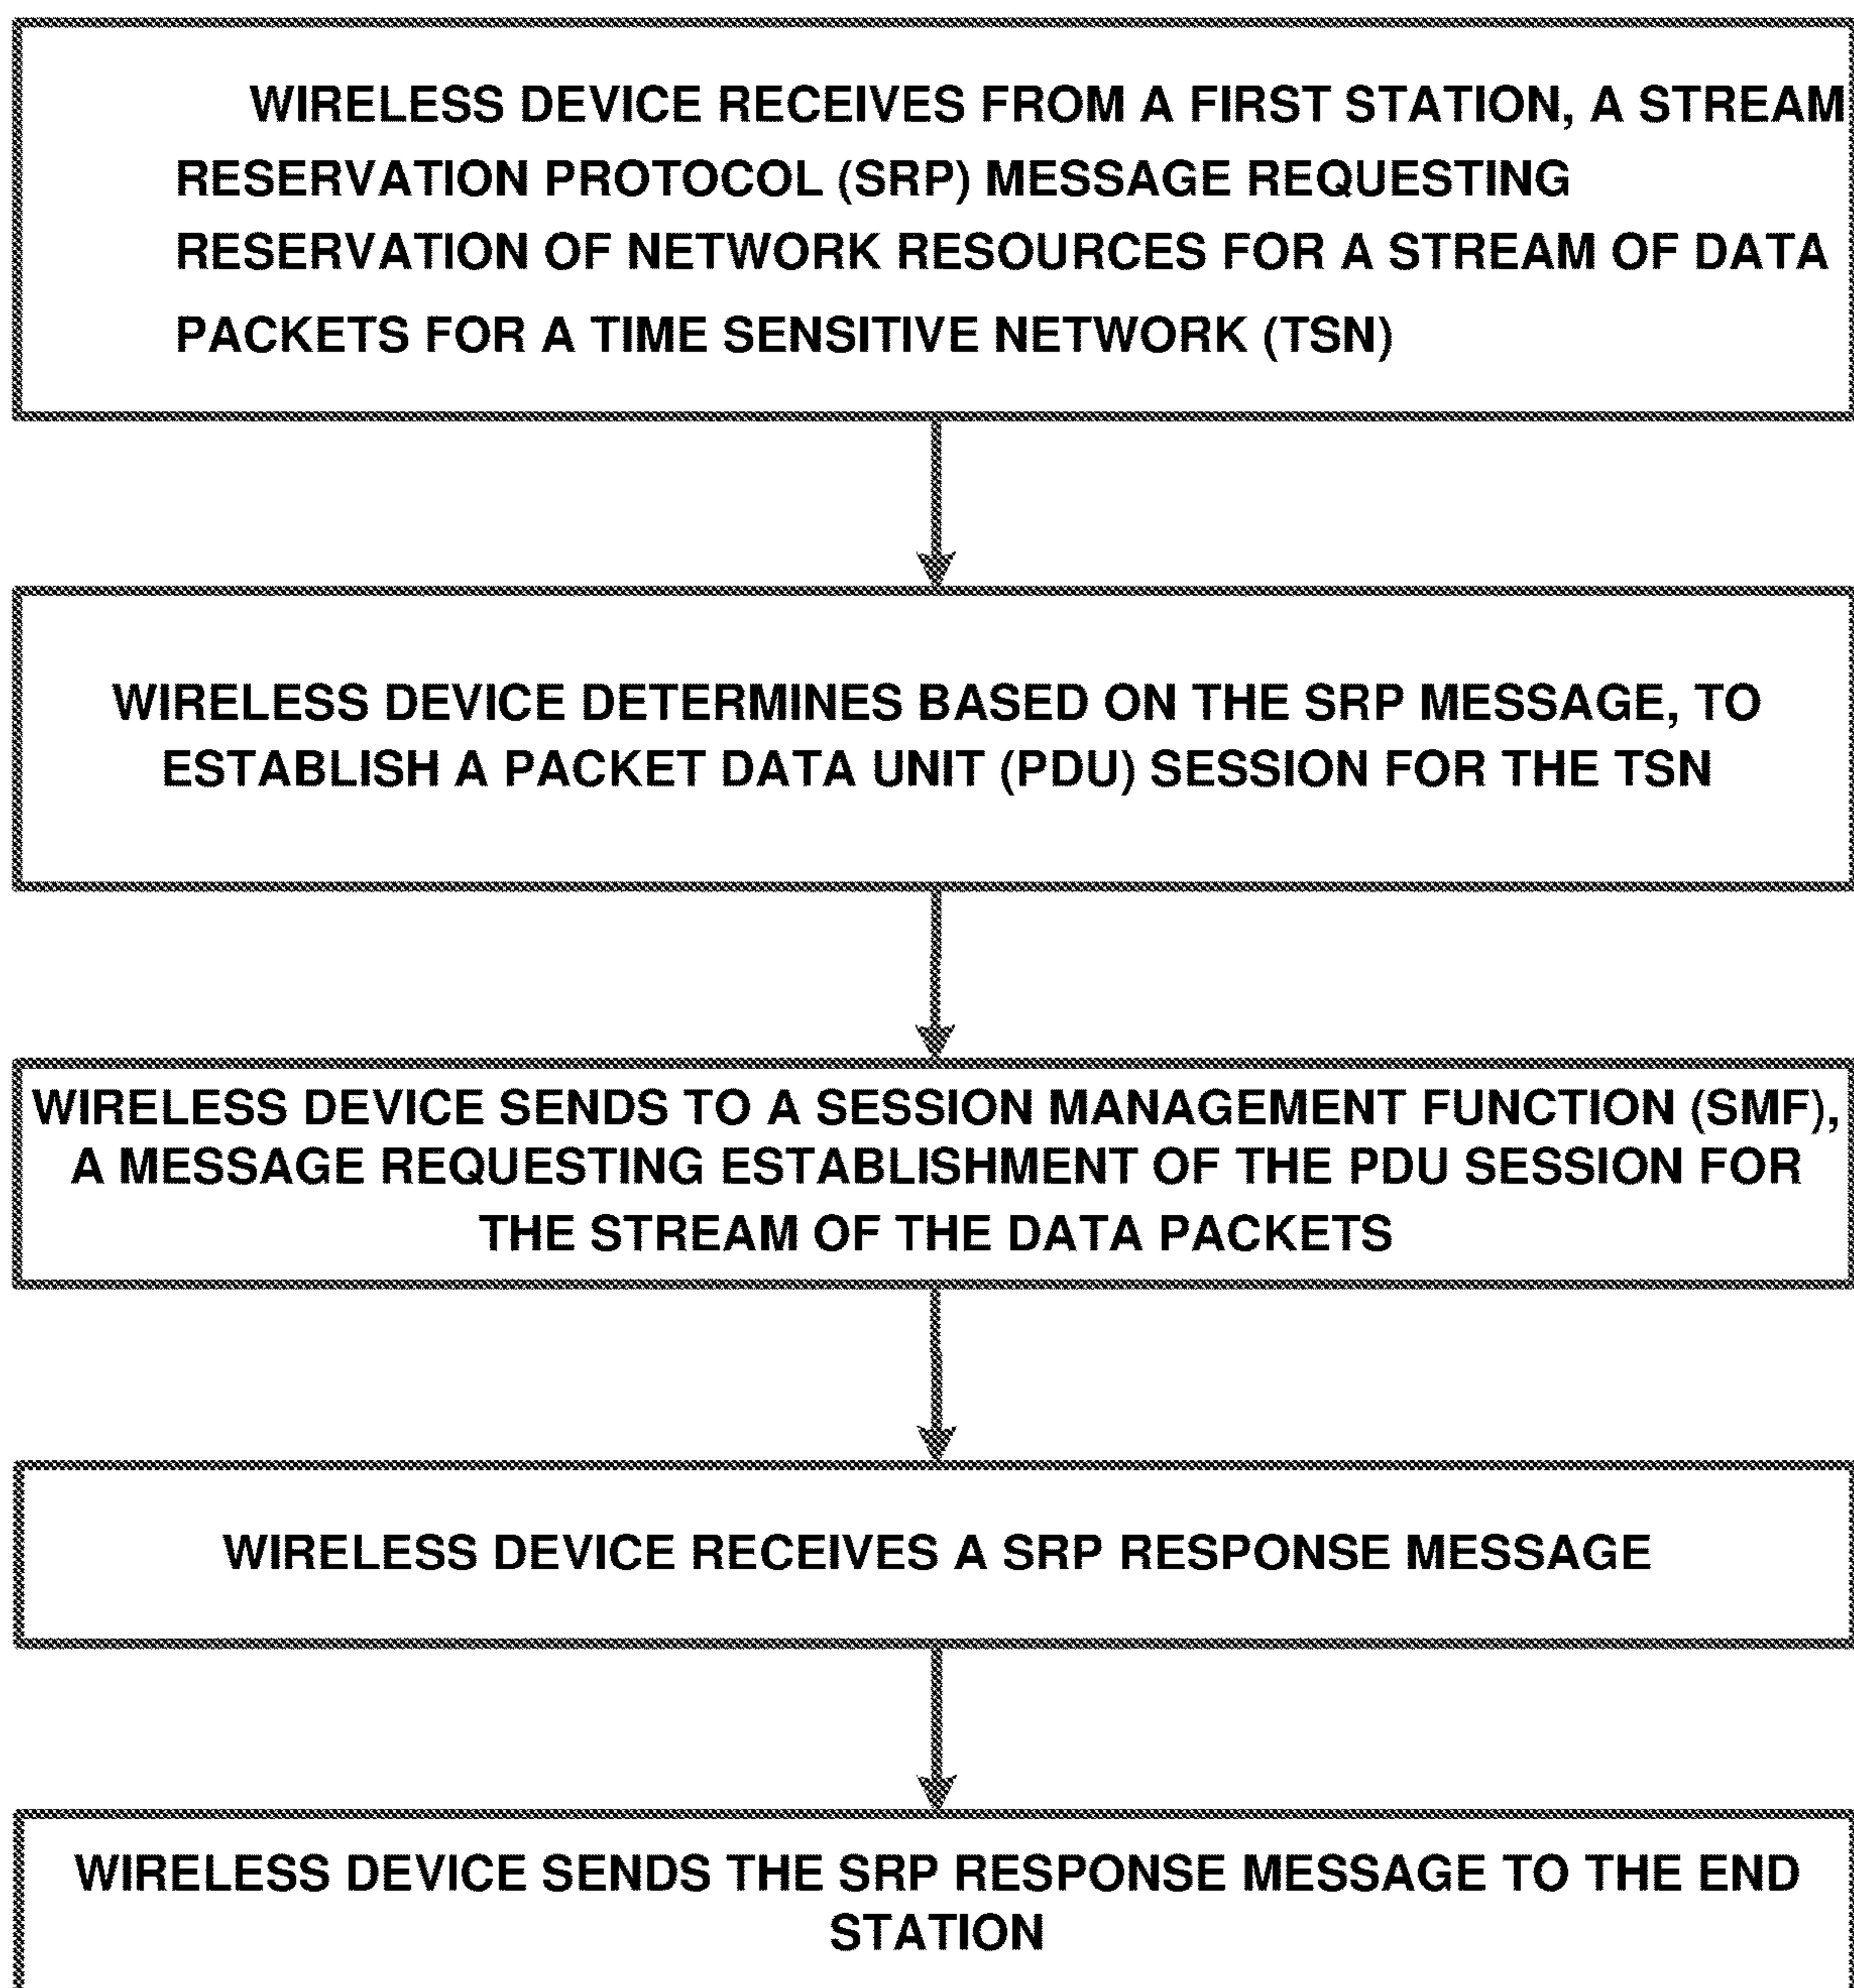 WIRELESS DEVICE RECEIVES FROM A FIRST STATION, A STREAM
RESERVATION PROTOCOL (SRP) MESSAGE REQUESTING
RESERVATION OF NETWORK RESOURCES FOR A STREAM OF DATA
PACKETS FOR A TIME SENSITIVE NETWORK (TSN)
WIRELESS DEVICE DETERMINES BASED ON THE SRP MESSAGE, TO
ESTABLISH A PACKET DATA UNIT (PDU) SESSION FOR THE TSN
WIRELESS DEVICE SENDS TO A SESSION MANAGEMENT FUNCTION (SMF),
A MESSAGE REQUESTING ESTABLISHMENT OF THE PDU SESSION FOR
THE STREAM OF THE DATA PACKETS
WIRELESS DEVICE RECEIVES A SRP RESPONSE MESSAGE
WIRELESS DEVICE SENDS THE SRP RESPONSE MESSAGE TO THE END
STATION